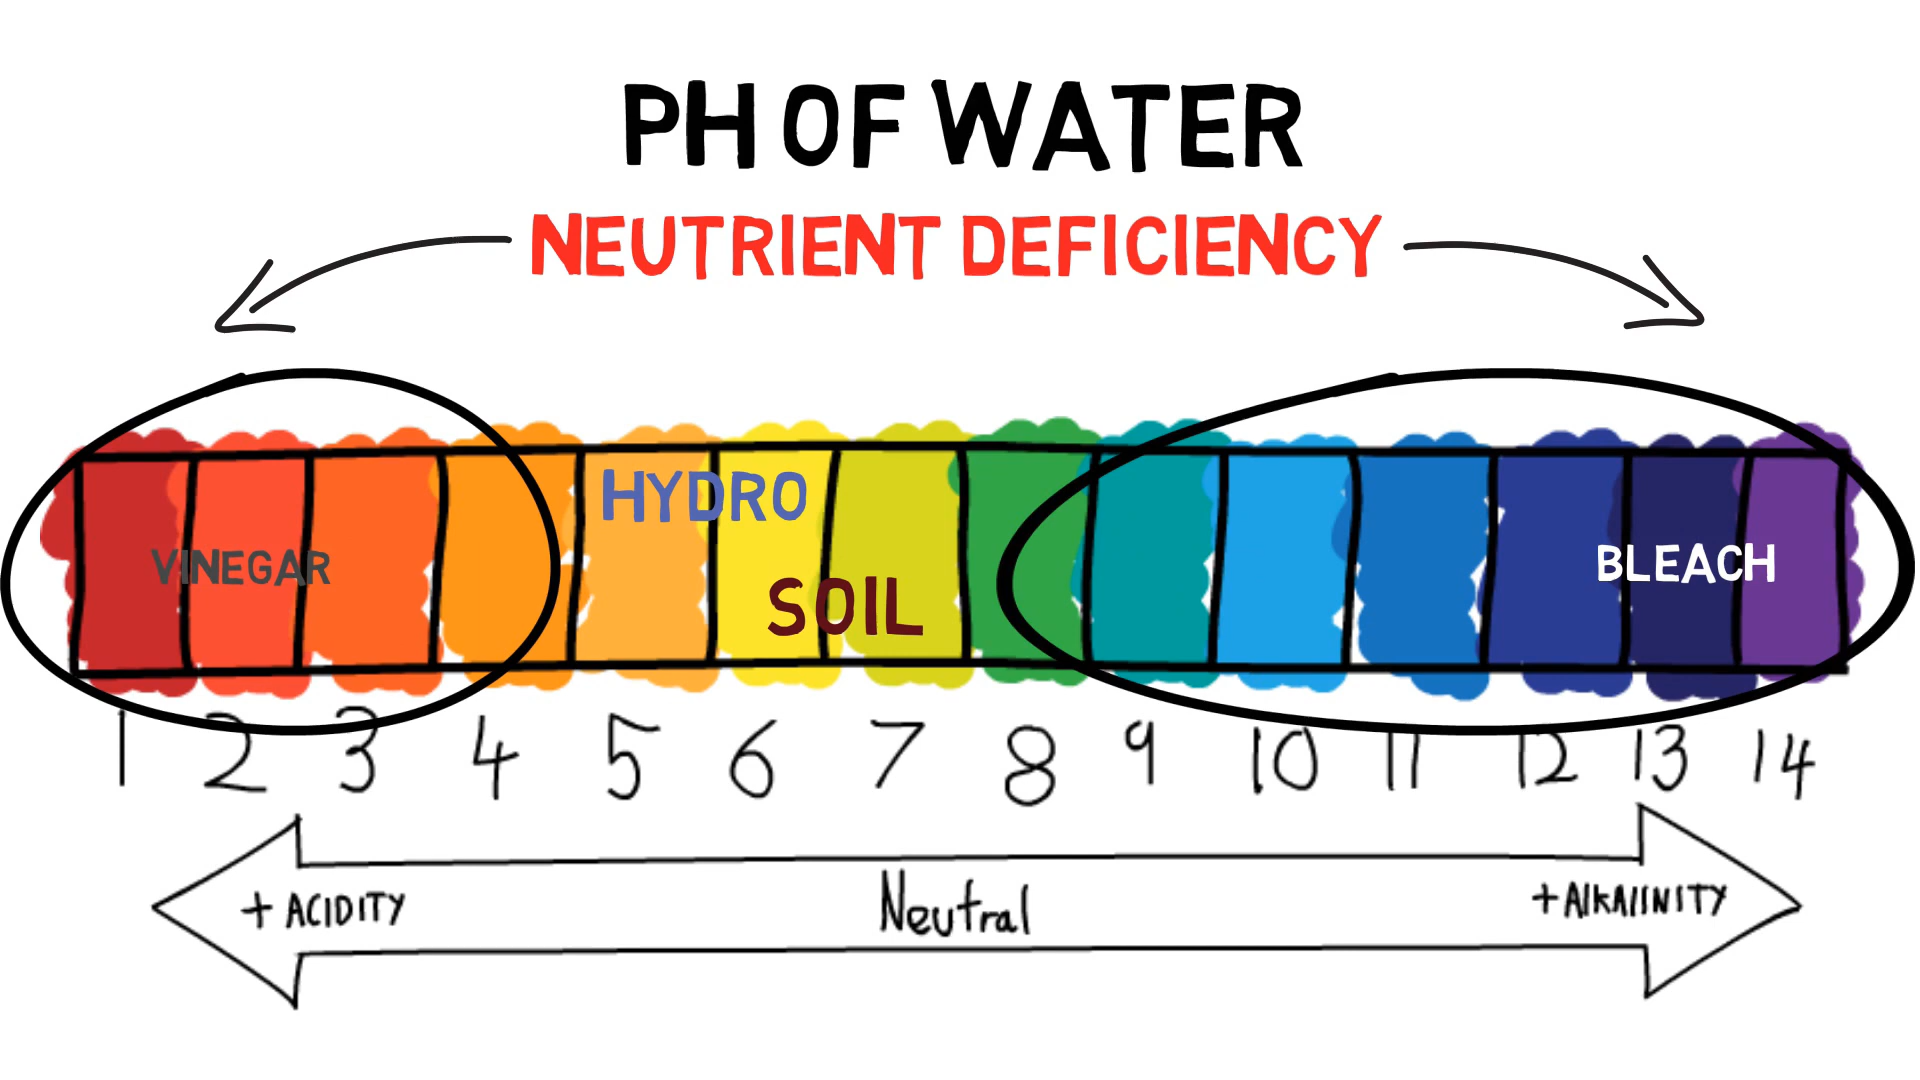 PH OF WATER
NEUTRIENT DEFICIENCY
HYDRO
VINEGAR
BLEACH
SOIL
1 2 3 4 5 6 7 8 9 10 11 12 13 14
+ ACIDITY Neutral +AlKAlINITY